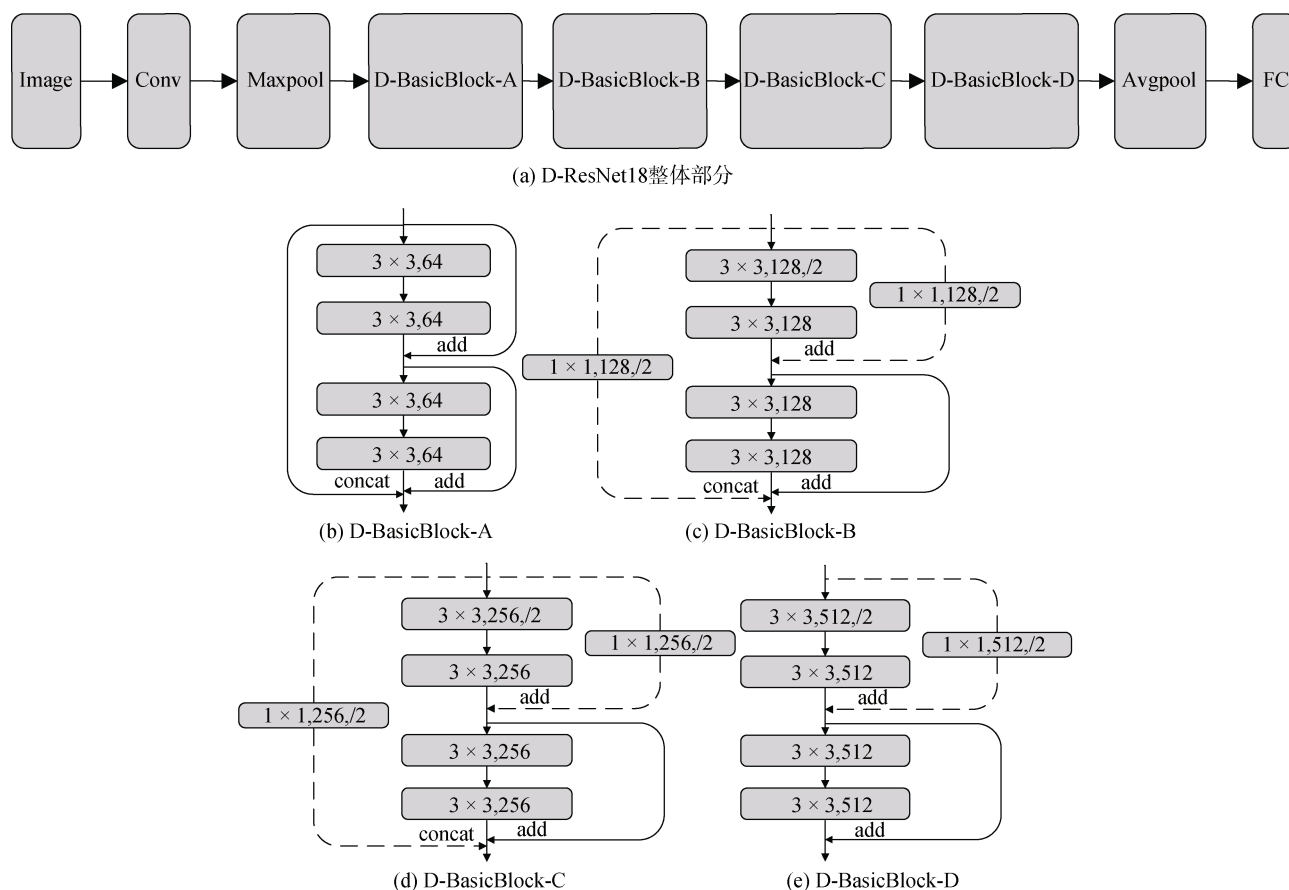 Image Conv Maxpool D-BasicBlock-A D-BasicBlock-B D-BasicBlock-C D-BasicBlock-D Avgpool FC
(a) D-ResNet18整体部分
3 × 3,64
3 × 3,64
add
3 × 3,64
3 × 3,64
concat add
(b) D-BasicBlock-A
3 × 3,128,/2
1 × 1,128,/2
3 × 3,128
add
1 × 1,128,/2
3 × 3,128
3 × 3,128
concat add
(c) D-BasicBlock-B
3 × 3,256,/2
1 × 1,256,/2
3 × 3,256
add
1 × 1,256,/2
3 × 3,256
3 × 3,256
concat add
(d) D-BasicBlock-C
3 × 3,512,/2
1 × 1,512,/2
3 × 3,512
add
3 × 3,512
3 × 3,512
add
(e) D-BasicBlock-D